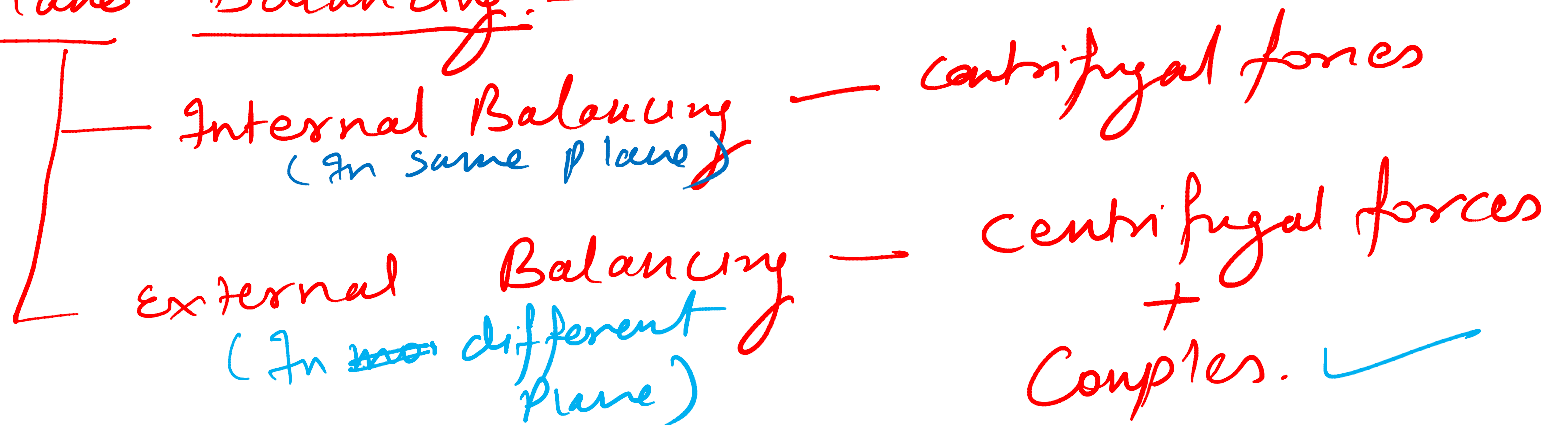 Balancing:-
Internal Balancing — Centrifugal forces
(In same plane)
External Balancing — Centrifugal forces
+
(In different
Plane)
Couples.